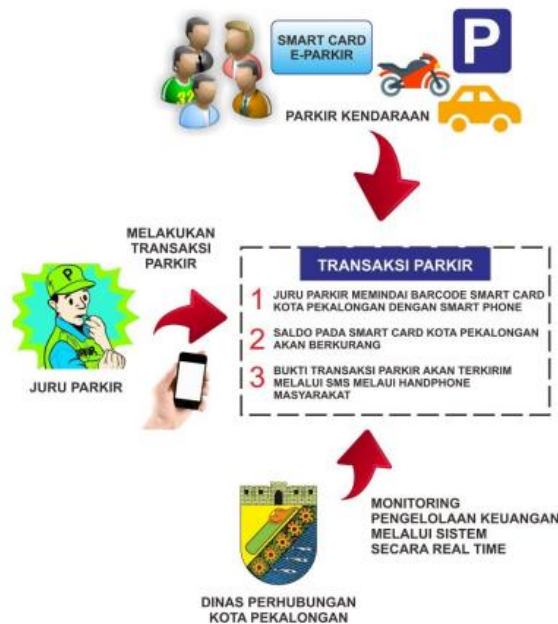 SMART CARD
E-PARKIR
P
PARKIR KENDARAAN
MELAKUKAN
TRANSAKSI
PARKIR
P
JURU PARKIR
TRANSAKSI PARKIR
1 JURU PARKIR MEMINDAI BARCODE SMART CARD
KOTA PEKALONGAN DENGAN SMART PHONE
2 SALDO PADA SMART CARD KOTA PEKALONGAN
AKAN BERKURANG
3 BUKTI TRANSAKSI PARKIR AKAN TERKIRIM
MELALUI SMS MELAUI HANDPHONE
MASYARAKAT
MONITORING
PENGELOLAAN KEUANGAN
MELALUI SISTEM
SECARA REAL TIME
DINAS PERHUBUNGAN
KOTA PEKALONGAN